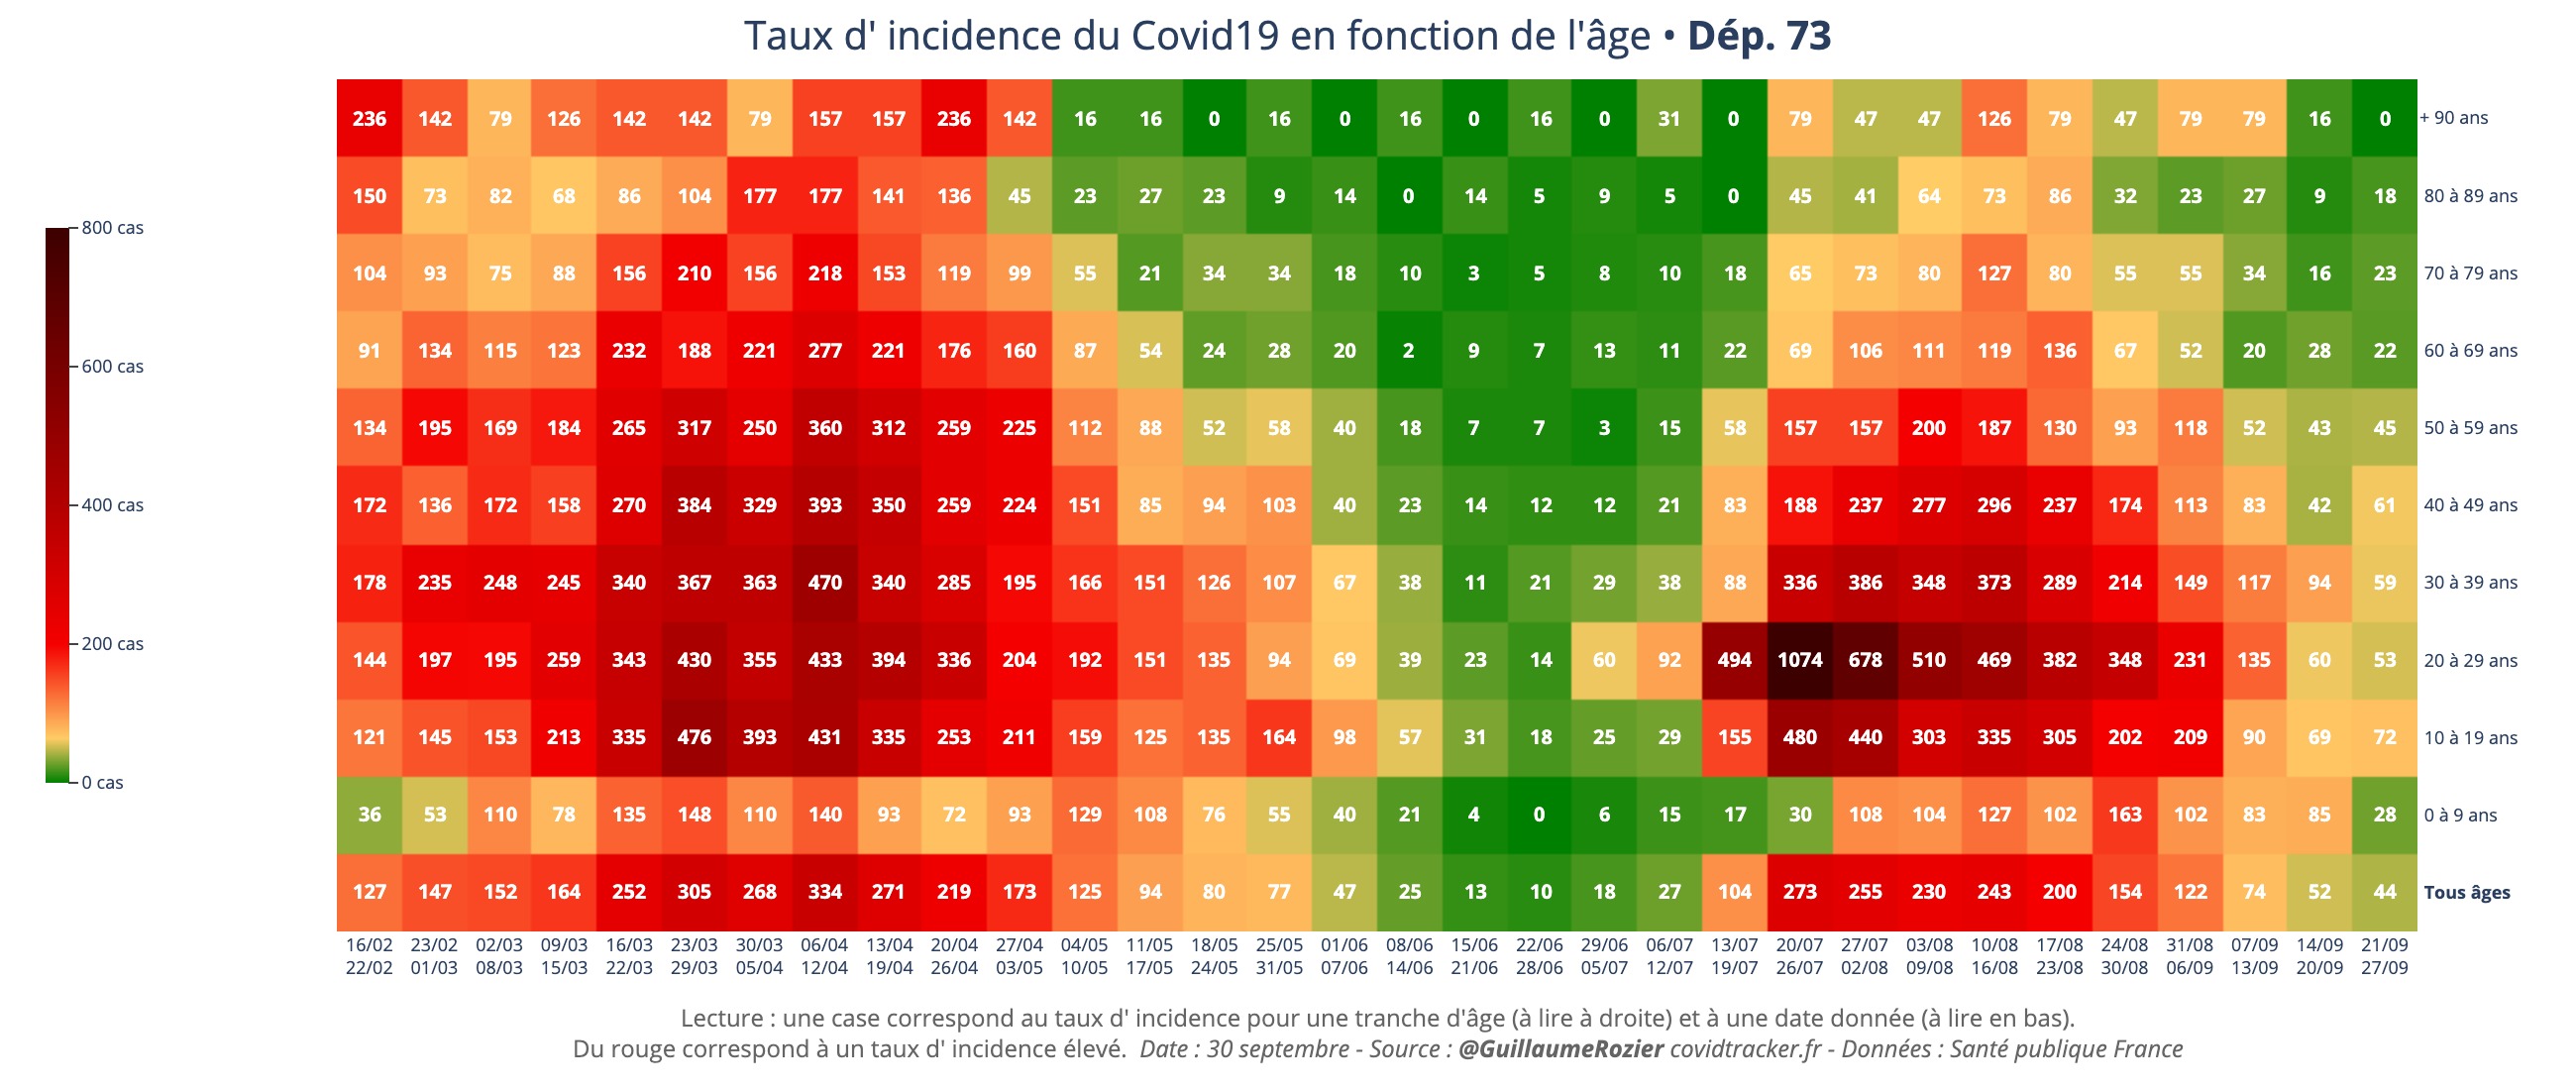 Taux d' incidence du Covid19 en fonction de l'âge • Dép. 73
800 cas
600 cas
400 cas
200 cas
0 cas
236 142 79 126 142 142 79 157 157 236 142 16 16 0 16 0 16 0 16 0 31 0 79 47 47 126 79 47 79 79 16 0 + 90 ans
150 73 82 68 86 104 177 177 141 136 45 23 27 23 9 14 0 14 5 9 5 0 45 41 64 73 86 32 23 27 9 18 80 à 89 ans
104 93 75 88 156 210 156 218 153 119 99 55 21 34 34 18 10 3 5 8 10 18 65 73 80 127 80 55 55 34 16 23 70 à 79 ans
91 134 115 123 232 188 221 277 221 176 160 87 54 24 28 20 2 9 7 13 11 22 69 106 111 119 136 67 52 20 28 22 60 à 69 ans
134 195 169 184 265 317 250 360 312 259 225 112 88 52 58 40 18 7 7 3 15 58 157 157 200 187 130 93 118 52 43 45 50 à 59 ans
172 136 172 158 270 384 329 393 350 259 224 151 85 94 103 40 23 14 12 12 21 83 188 237 277 296 237 174 113 83 42 61 40 à 49 ans
178 235 248 245 340 367 363 470 340 285 195 166 151 126 107 67 38 11 21 29 38 88 336 386 348 373 289 214 149 117 94 59 30 à 39 ans
144 197 195 259 343 430 355 433 394 336 204 192 151 135 94 69 39 23 14 60 92 494 1074 678 510 469 382 348 231 135 60 53 20 à 29 ans
121 145 153 213 335 476 393 431 335 253 211 159 125 135 164 98 57 31 18 25 29 155 480 440 303 335 305 202 209 90 69 72 10 à 19 ans
36 53 110 78 135 148 110 140 93 72 93 129 108 76 55 40 21 4 0 6 15 17 30 108 104 127 102 163 102 83 85 28 0 à 9 ans
127 147 152 164 252 305 268 334 271 219 173 125 94 80 77 47 25 13 10 18 27 104 273 255 230 243 200 154 122 74 52 44 Tous âges
16/02 23/02 02/03 09/03 16/03 23/03 30/03 06/04 13/04 20/04 27/04 04/05 11/05 18/05 25/05 01/06 08/06 15/06 22/06 29/06 06/07 13/07 20/07 27/07 03/08 10/08 17/08 24/08 31/08 07/09 14/09 21/09
22/02 01/03 08/03 15/03 22/03 29/03 05/04 12/04 19/04 26/04 03/05 10/05 17/05 24/05 31/05 07/06 14/06 21/06 28/06 05/07 12/07 19/07 26/07 02/08 09/08 16/08 23/08 30/08 06/09 13/09 20/09 27/09
Lecture : une case correspond au taux d' incidence pour une tranche d'âge (à lire à droite) et à une date donnée (à lire en bas).
Du rouge correspond à un taux d' incidence élevé. Date : 30 septembre - Source : @GuillaumeRozier covidtracker.fr - Données : Santé publique France